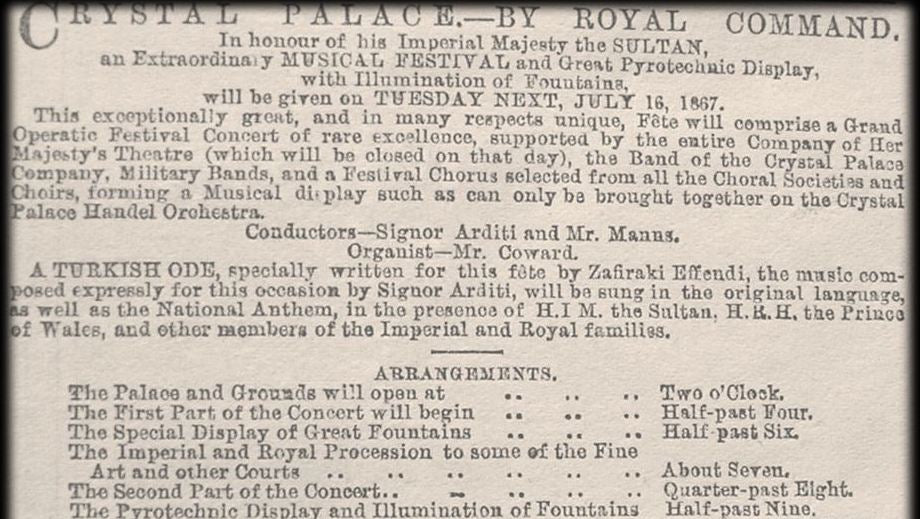 CRYSTAL PALACE.—BY ROYAL COMMAND.
In honour of his Imperial Majesty the SULTAN,
an Extraordinary MUSICAL FESTIVAL and Great Pyrotechnic Display,
with Illumination of Fountains,
will be given on TUESDAY NEXT, JULY 16, 1867.
This exceptionally great, and in many respects unique, Fête will comprise a Grand
Operatic Festival Concert of rare excellence, supported by the entire Company of Her
Majesty's Theatre (which will be closed on that day), the Band of the Crystal Palace
Company, Military Bands, and a Festival Chorus selected from all the Choral Societies and
Choirs, forming a Musical display such as can only be brought together on the Crystal
Palace Handel Orchestra.
Conductors—Signor Arditi and Mr. Manns.
Organist—Mr. Coward.
A TURKISH ODE, specially written for this fête by Zafiraki Effendi, the music com-
posed expressly for this occasion by Signor Arditi, will be sung in the original language,
as well as the National Anthem, in the presence of H.I M. the Sultan, H.R.H. the Prince
of Wales, and other members of the Imperial and Royal families.
ARRANGEMENTS.
The Palace and Grounds will open at .. .. .. Two o'Clock.
The First Part of the Concert will begin .. .. .. Half-past Four.
The Special Display of Great Fountains .. .. .. Half-past Six.
The Imperial and Royal Procession to some of the Fine
Art and other Courts .. .. .. .. .. .. About Seven.
The Second Part of the Concert.. .. .. .. .. Quarter-past Eight.
The Pyrotechnic Display and Illumination of Fountains Half-past Nine.